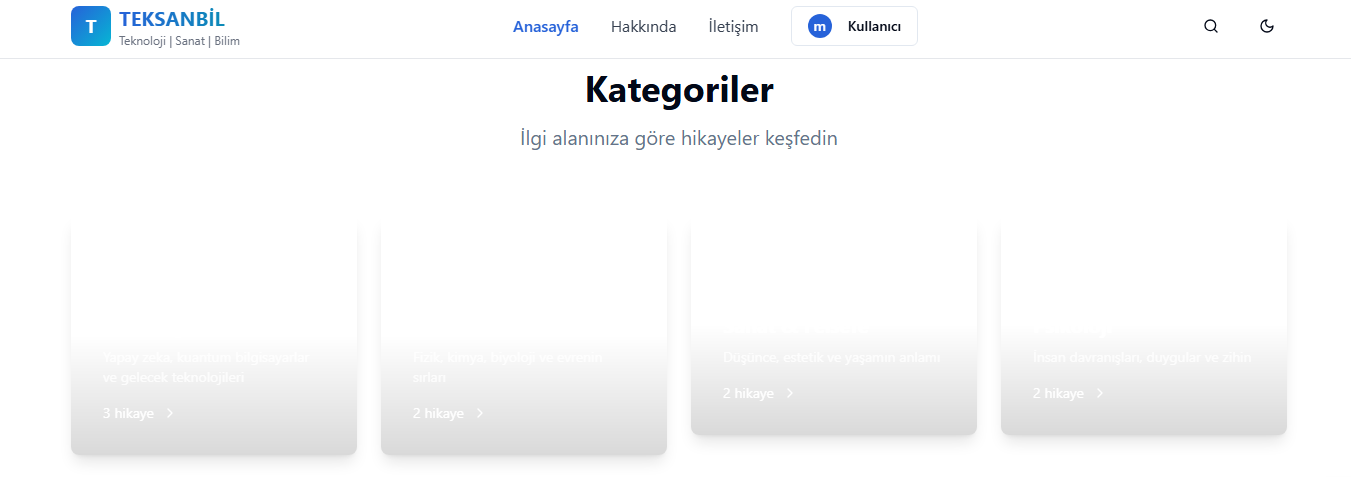 T
TEKSANBİL
Teknoloji | Sanat | Bilim
Anasayfa
Hakkında
İletişim
m
Kullanıcı
Kategoriler
İlgi alanınıza göre hikayeler keşfedin
Yapay zeka, kuantum bilgisayarlar
ve gelecek teknolojileri
3 hikaye
Fizik, kimya, biyoloji ve evrenin
sırları
2 hikaye
Düşünce, estetik ve yaşamın anlamı
2 hikaye
İnsan davranışları, duygular ve zihin
2 hikaye